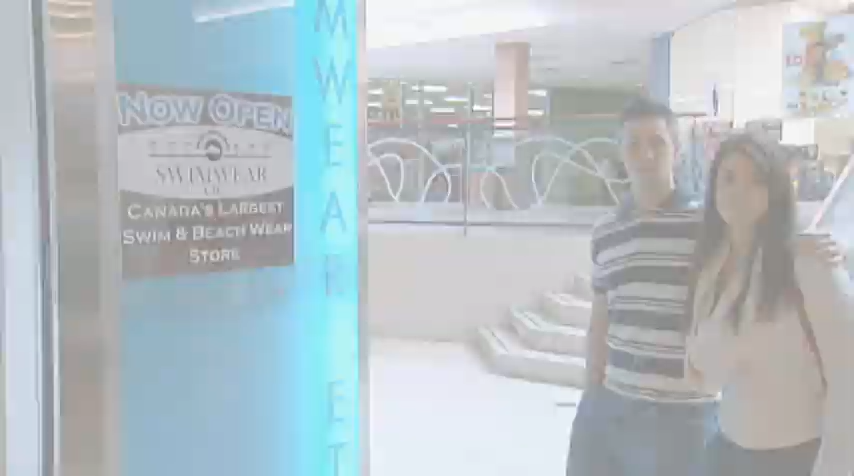 NOW OPEN
SWIMWEAR
CANADA'S LARGEST
SWIM & BEACH WEAR
STORE
MWEAR ET